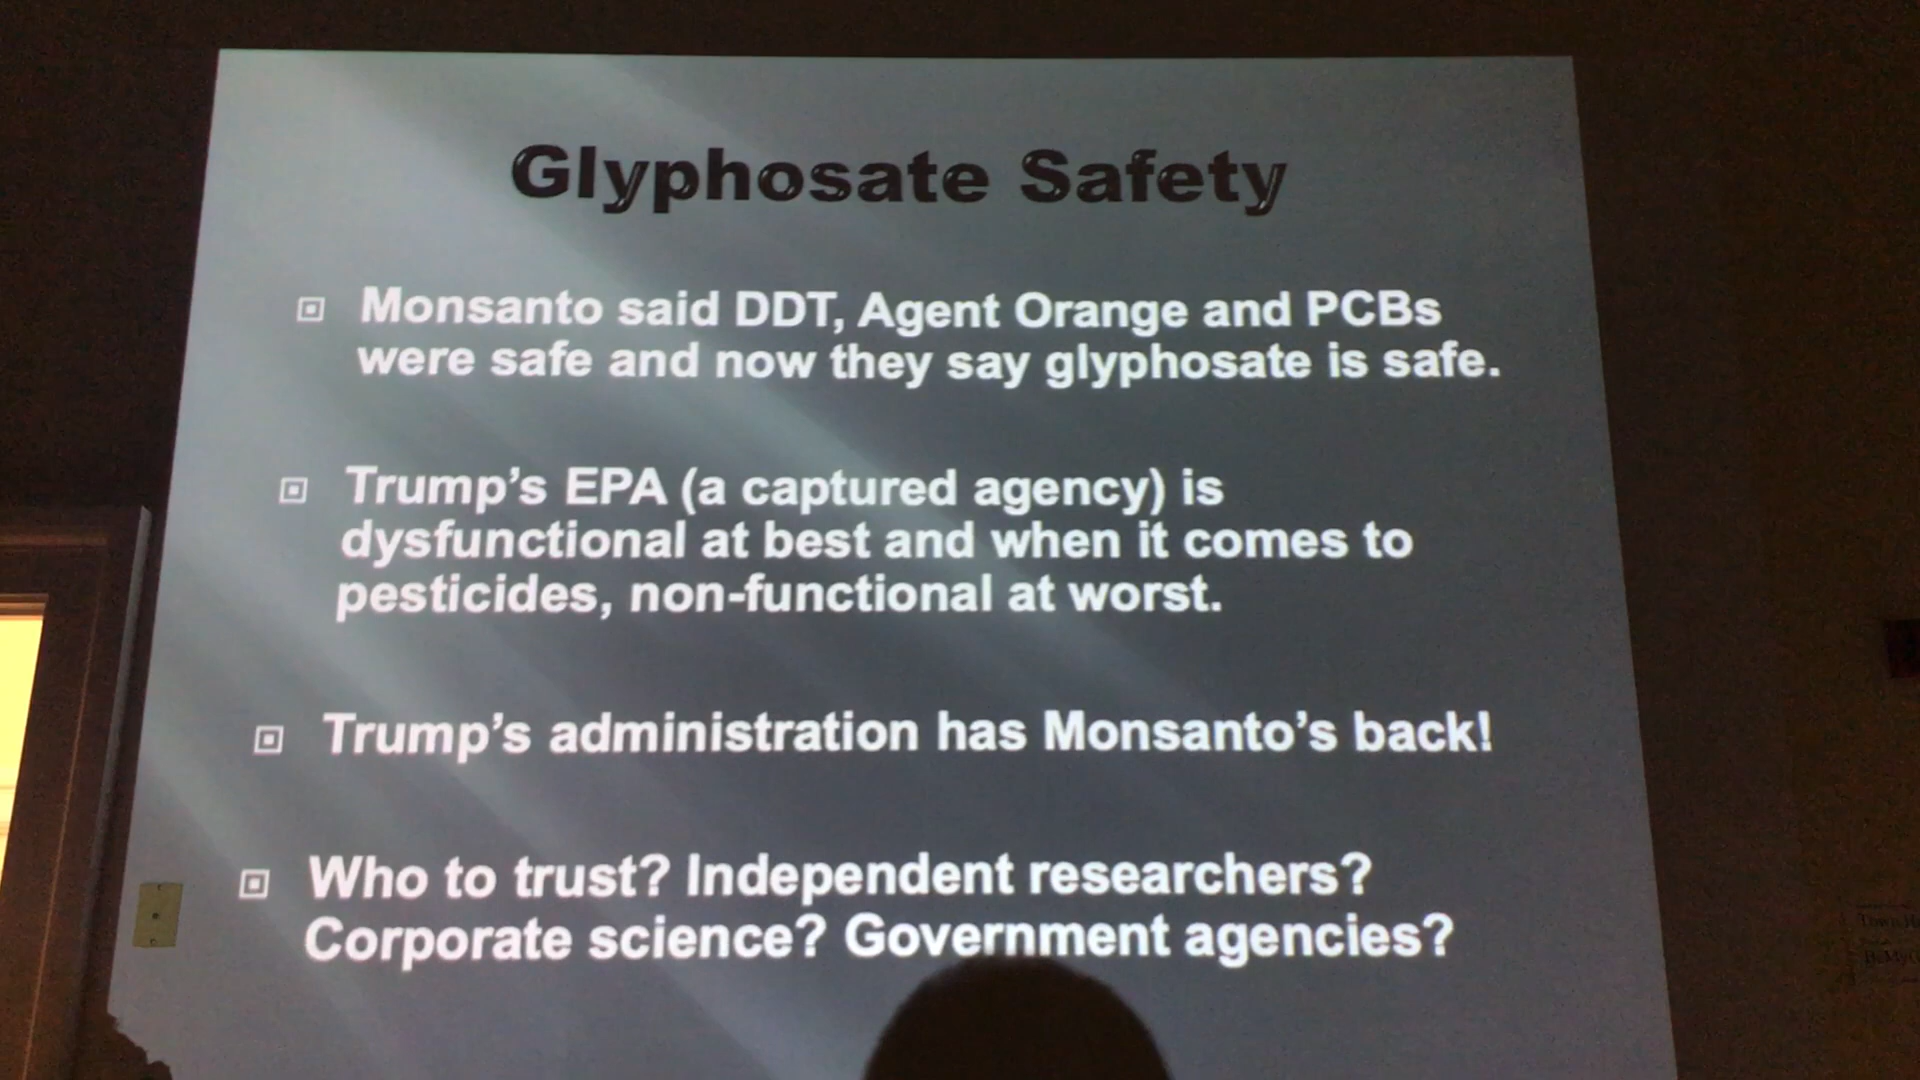 Glyphosate Safety
Monsanto said DDT, Agent Orange and PCBs
were safe and now they say glyphosate is safe.
Trump’s EPA (a captured agency) is
dysfunctional at best and when it comes to
pesticides, non-functional at worst.
Trump’s administration has Monsanto’s back!
Who to trust? Independent researchers?
Corporate science? Government agencies?